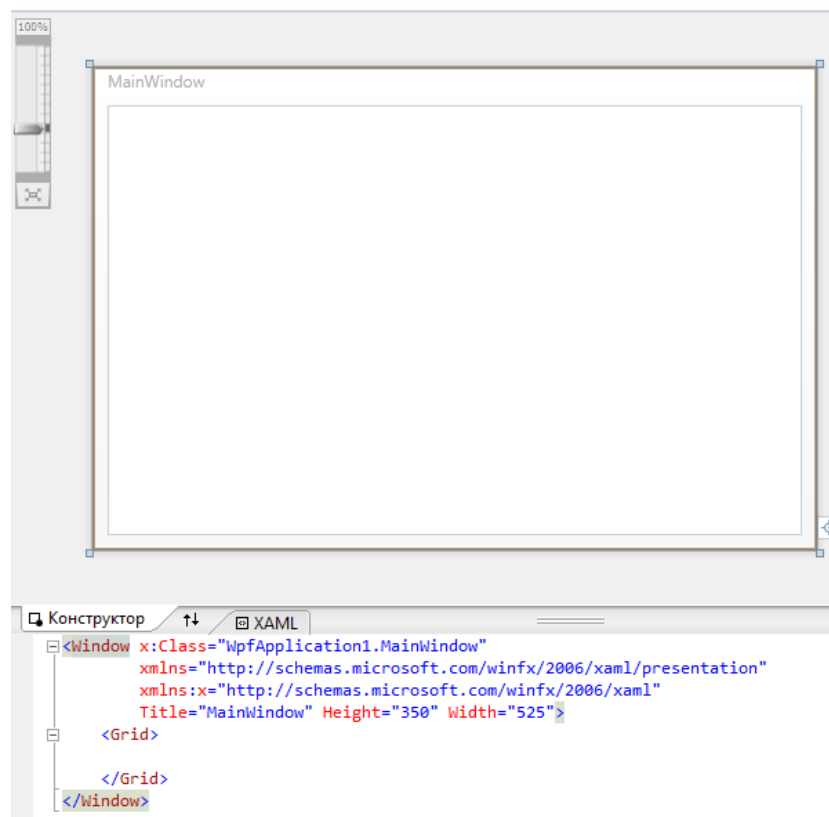 100%
MainWindow
Конструктор
XAML
<Window x:Class="WpfApplication1.MainWindow"
xmlns="http://schemas.microsoft.com/winfx/2006/xaml/presentation"
xmlns:x="http://schemas.microsoft.com/winfx/2006/xaml"
Title="MainWindow" Height="350" Width="525">
<Grid>
</Grid>
</Window>